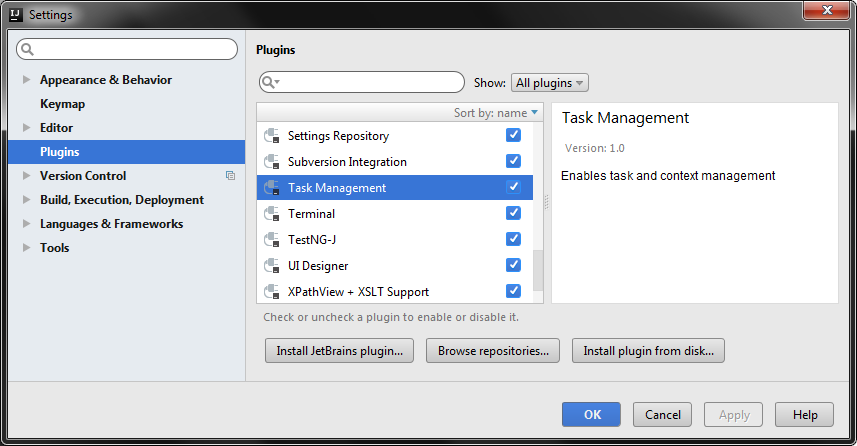 IJ Settings
Plugins
Show: All plugins
Appearance & Behavior
Keymap
Editor
Plugins
Version Control
Build, Execution, Deployment
Languages & Frameworks
Tools
Sort by: name
Settings Repository
Subversion Integration
Task Management
Terminal
TestNG-J
UI Designer
XPathView + XSLT Support
Task Management
Version: 1.0
Enables task and context management
Check or uncheck a plugin to enable or disable it.
Install JetBrains plugin... Browse repositories... Install plugin from disk...
OK Cancel Apply Help